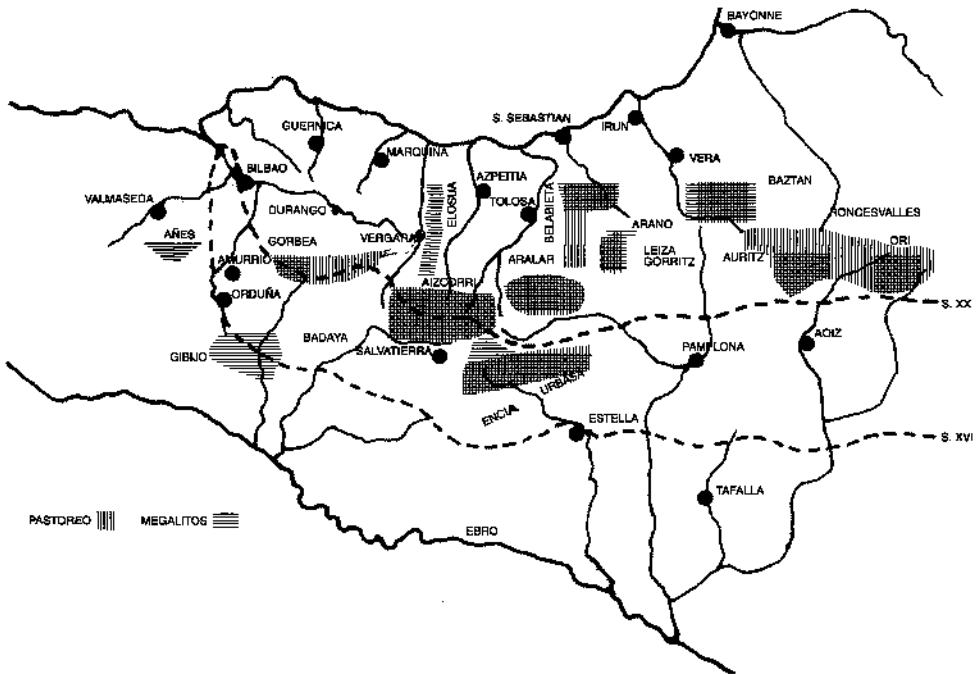 BAYONNE
S. SEBASTIAN
IRUN
GUERNICA
MARQUINA
VERA
BILBAO
AZPEITIA
BAZTAN
VALMASEDA
ELOSUA
TOLOSA
BELABIETA
DURANGO
RONCESVALLES
AÑES
GORBEA
VERGARA
ARANO
ORI
AMURRIO
ARALAR
LEIZA
GORRITZ
AURITZ
AIZCORRI
ORDUÑA
S. XX
BADAYA
AOIZ
GIBIJO
SALVATIERRA
PAMPLONA
URBASA
ENCIA
ESTELLA
S. XVI
TAFALLA
PASTOREO
MEGALITOS
EBRO